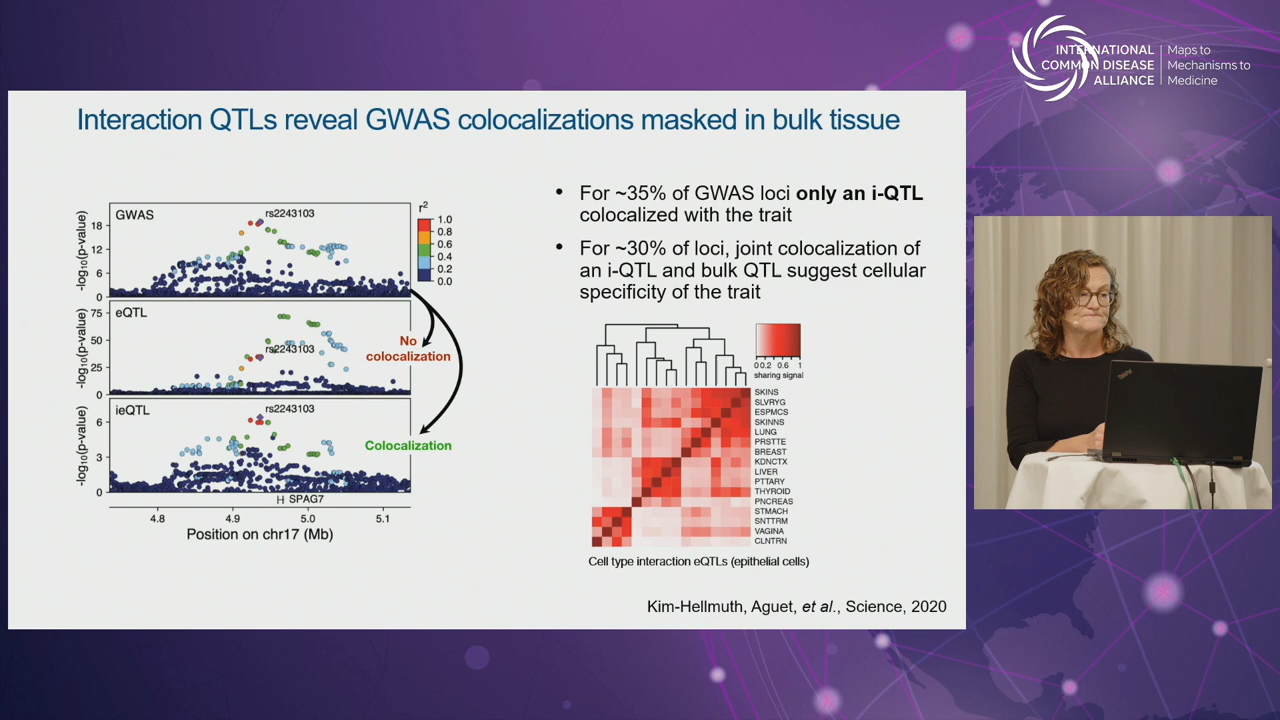 INTERNATIONAL
COMMON DISEASE
ALLIANCE
Maps to
Mechanisms to
Medicine
Interaction QTLs reveal GWAS colocalizations masked in bulk tissue
• For ~35% of GWAS loci only an i-QTL
colocalized with the trait
• For ~30% of loci, joint colocalization of
an i-QTL and bulk QTL suggest cellular
specificity of the trait
GWAS
rs2243103
-log10(p-value)
18
12
6
0
r2
1.0
0.8
0.6
0.4
0.2
0.0
eQTL
rs2243103
-log10(p-value)
75
50
25
0
No
colocalization
ieQTL
rs2243103
-log10(p-value)
6
3
0
Colocalization
SPAG7
4.8 4.9 5.0 5.1
Position on chr17 (Mb)
0 0.2 0.6 1
sharing signal
SKINS
SLVRYG
ESPMCS
SKINNS
LUNG
PRSTTE
BREAST
KDNCTX
LIVER
PTTARY
THYROID
PNCREAS
STMACH
SNTTRM
VAGINA
CLNTRN
Cell type interaction eQTLs (epithelial cells)
Kim-Hellmuth, Aguet, et al., Science, 2020
ThinkPad